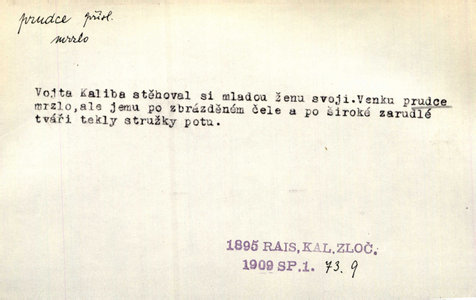 prudce přísl.
mrzlo
Vojta Kaliba stěhoval si mladou ženu svoji.Venku prudce
mrzlo,ale jemu po zbrázděném čele a po široké zarudlé
tváři tekly stružky potu.
1895 RAIS, KAL. ZLOČ.
1909 SP.1. 73.9